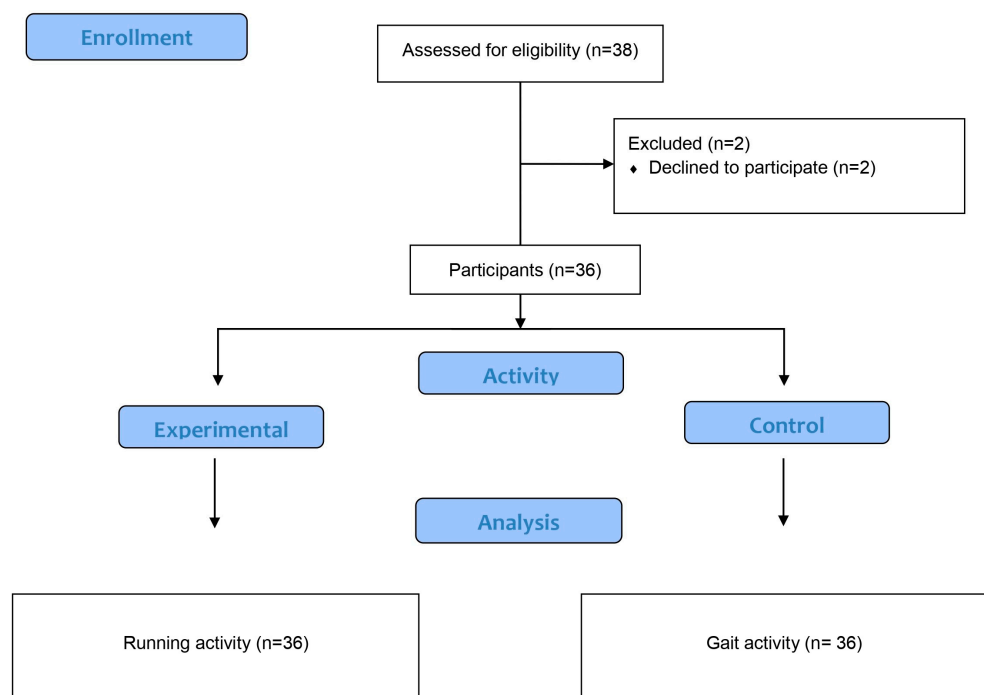 Enrollment
Assessed for eligibility (n=38)
Excluded (n=2)
♦ Declined to participate (n=2)
Participants (n=36)
Activity
Experimental
Control
Analysis
Running activity (n=36)
Gait activity (n= 36)